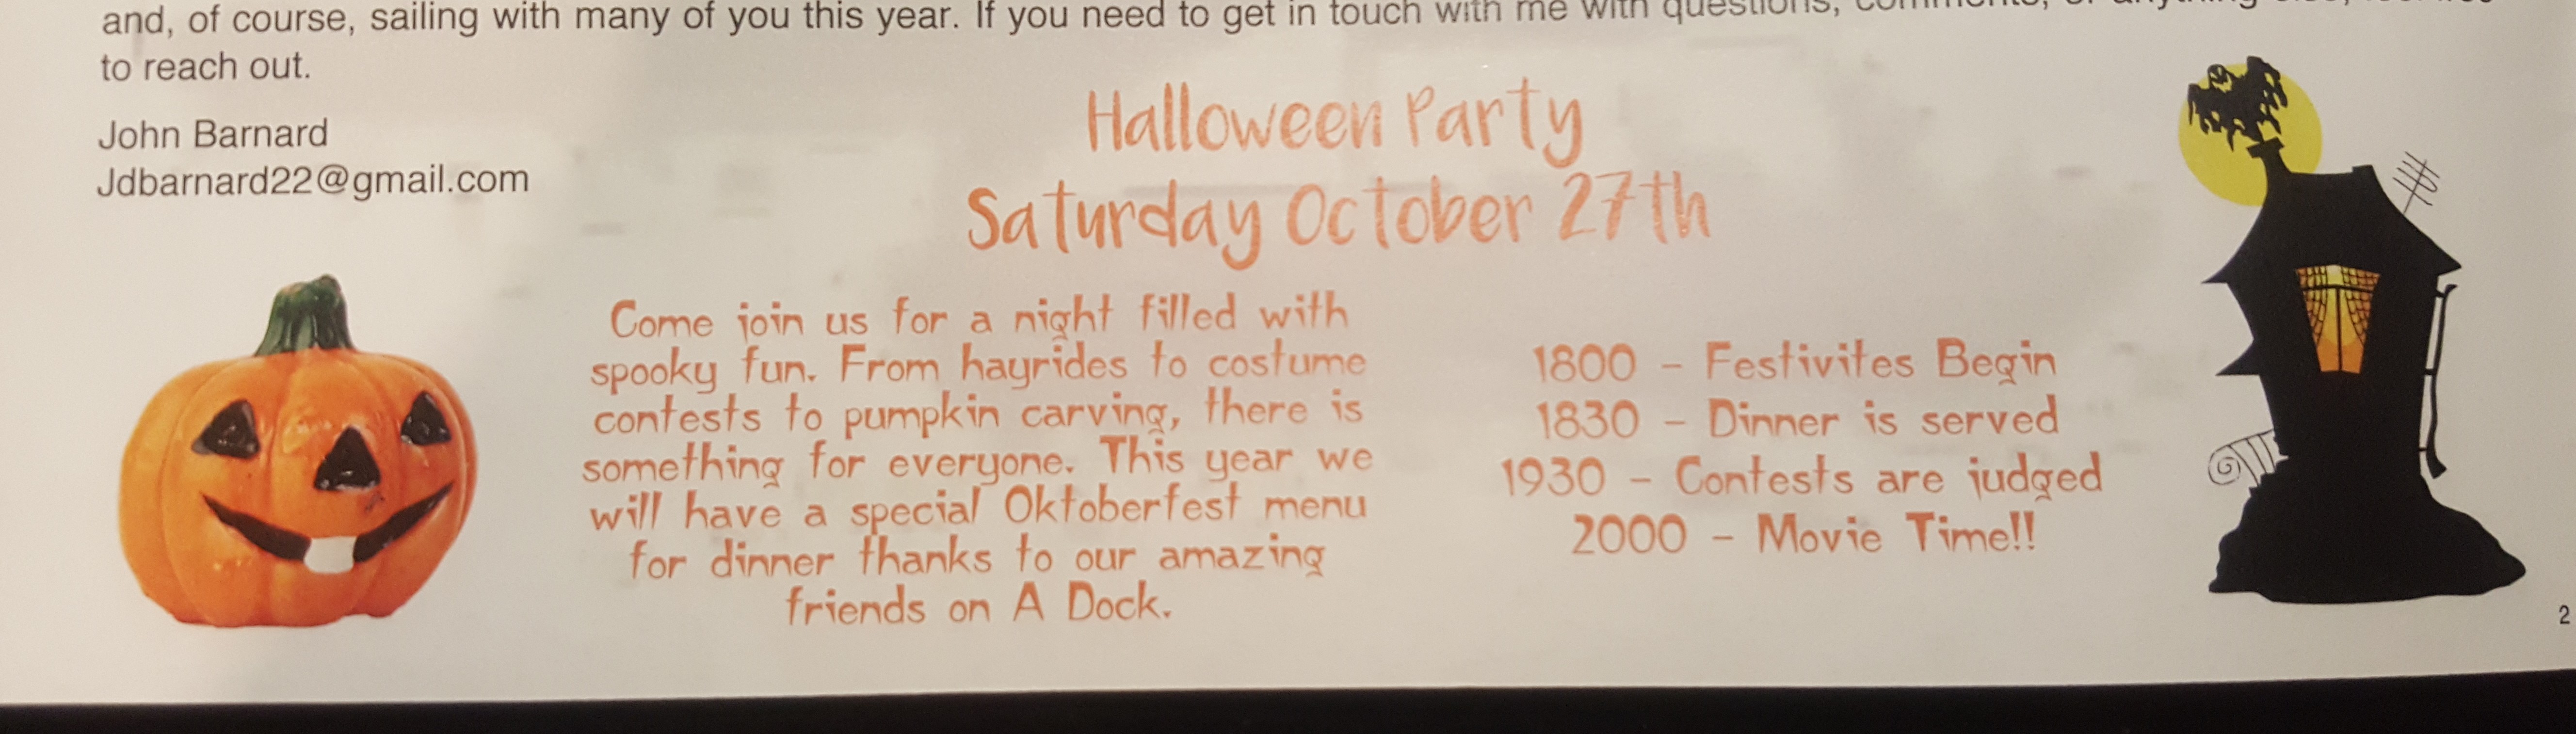 and, of course, sailing with many of you this year. If you need to get in touch with me with questions,
to reach out.
John Barnard
Jdbarnard22@gmail.com
Halloween Party
Saturday October 27th
Come join us for a night filled with
spooky fun. From hayrides to costume
contests to pumpkin carving, there is
something for everyone. This year we
will have a special Oktoberfest menu
for dinner thanks to our amazing
friends on A Dock.
1800 - Festivites Begin
1830 - Dinner is served
1930 - Contests are judged
2000 - Movie Time!!
2